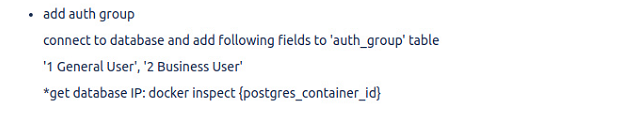 • add auth group
connect to database and add following fields to 'auth_group' table
'1 General User', '2 Business User'
*get database IP: docker inspect {postgres_container_id}